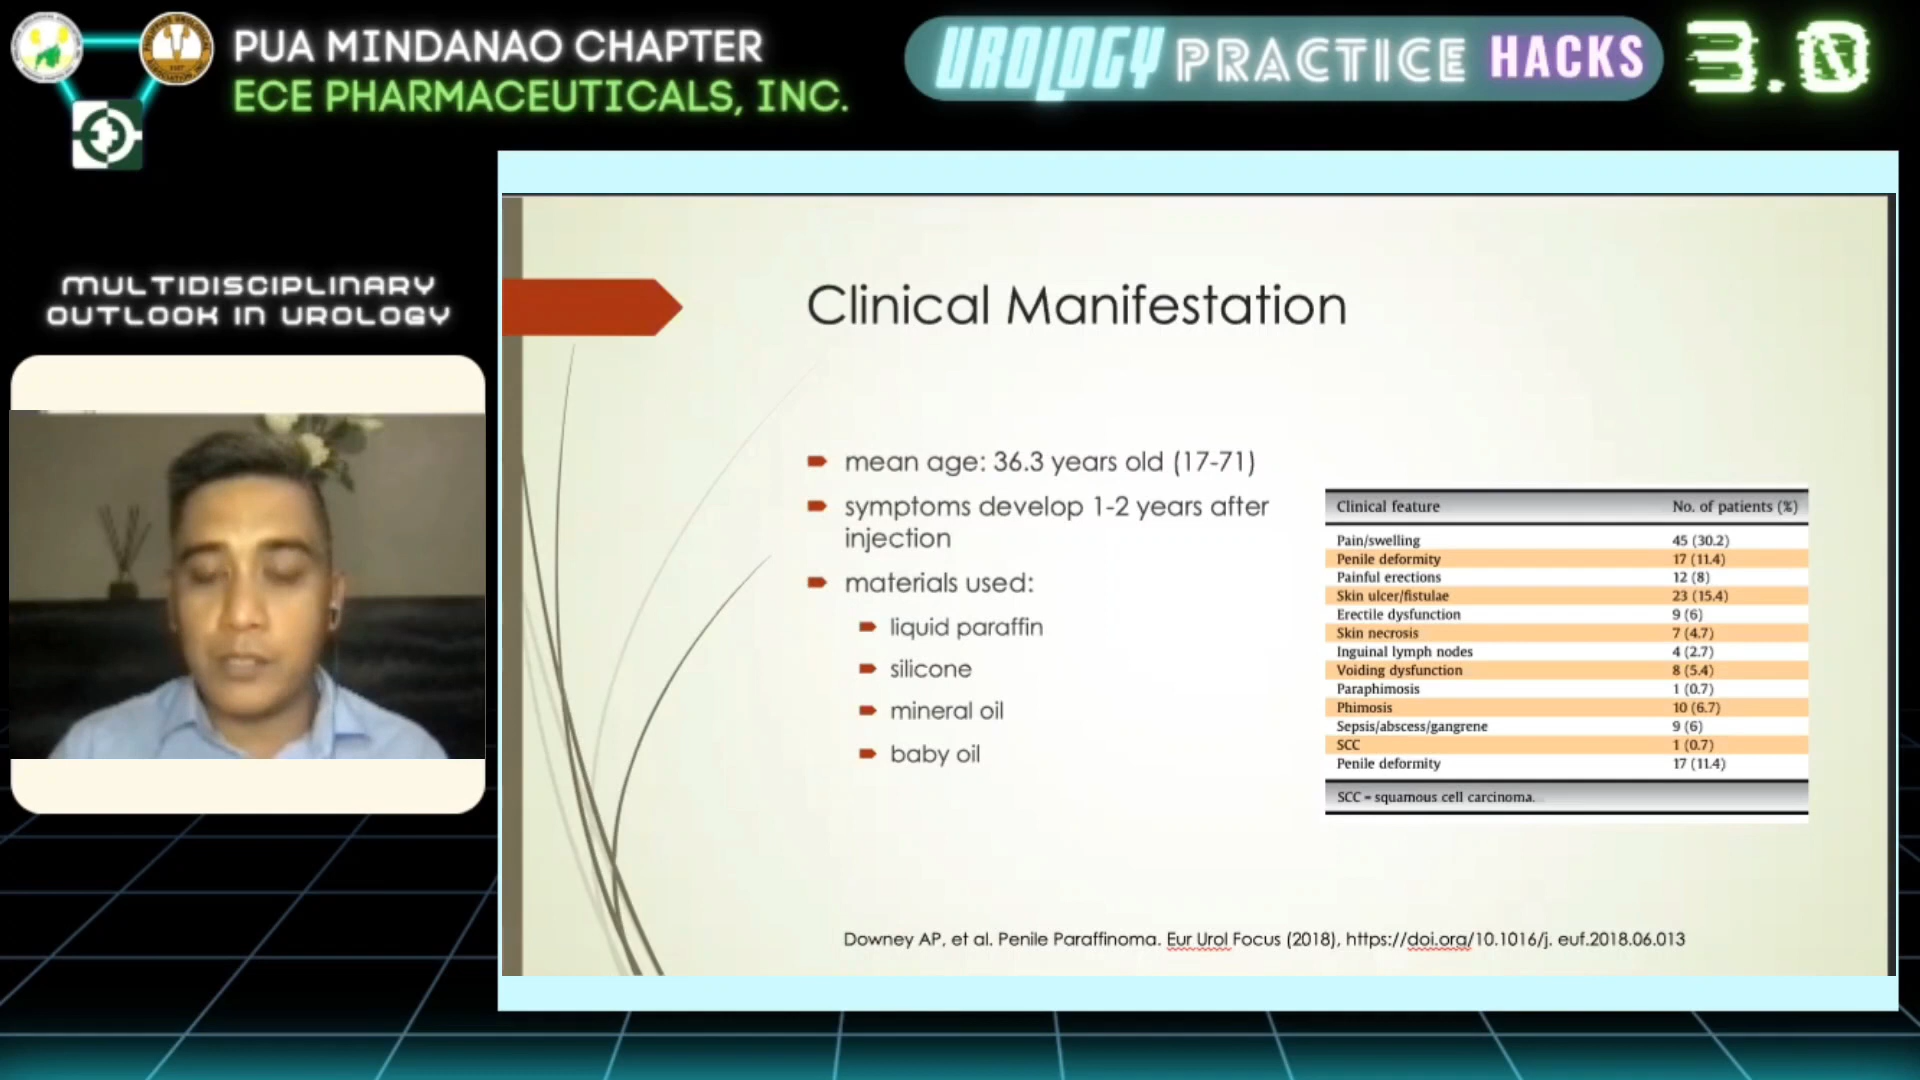 PUA MINDANAO CHAPTER
ECE PHARMACEUTICALS, INC.
UROLOGY PRACTICE HACKS 3.0
MULTIDISCIPLINARY
OUTLOOK IN UROLOGY
Clinical Manifestation
mean age: 36.3 years old (17-71)
symptoms develop 1-2 years after
injection
materials used:
liquid paraffin
silicone
mineral oil
baby oil
Clinical feature No. of patients (%)
Pain/swelling 45 (30.2)
Penile deformity 17 (11.4)
Painful erections 12 (8)
Skin ulcer/fistulae 23 (15.4)
Erectile dysfunction 9 (6)
Skin necrosis 7 (4.7)
Inguinal lymph nodes 4 (2.7)
Voiding dysfunction 8 (5.4)
Paraphimosis 1 (0.7)
Phimosis 10 (6.7)
Sepsis/abscess/gangrene 9 (6)
SCC 1 (0.7)
Penile deformity 17 (11.4)
SCC = squamous cell carcinoma.
Downey AP, et al. Penile Paraffinoma. Eur Urol Focus (2018), https://doi.org/10.1016/j. euf.2018.06.013